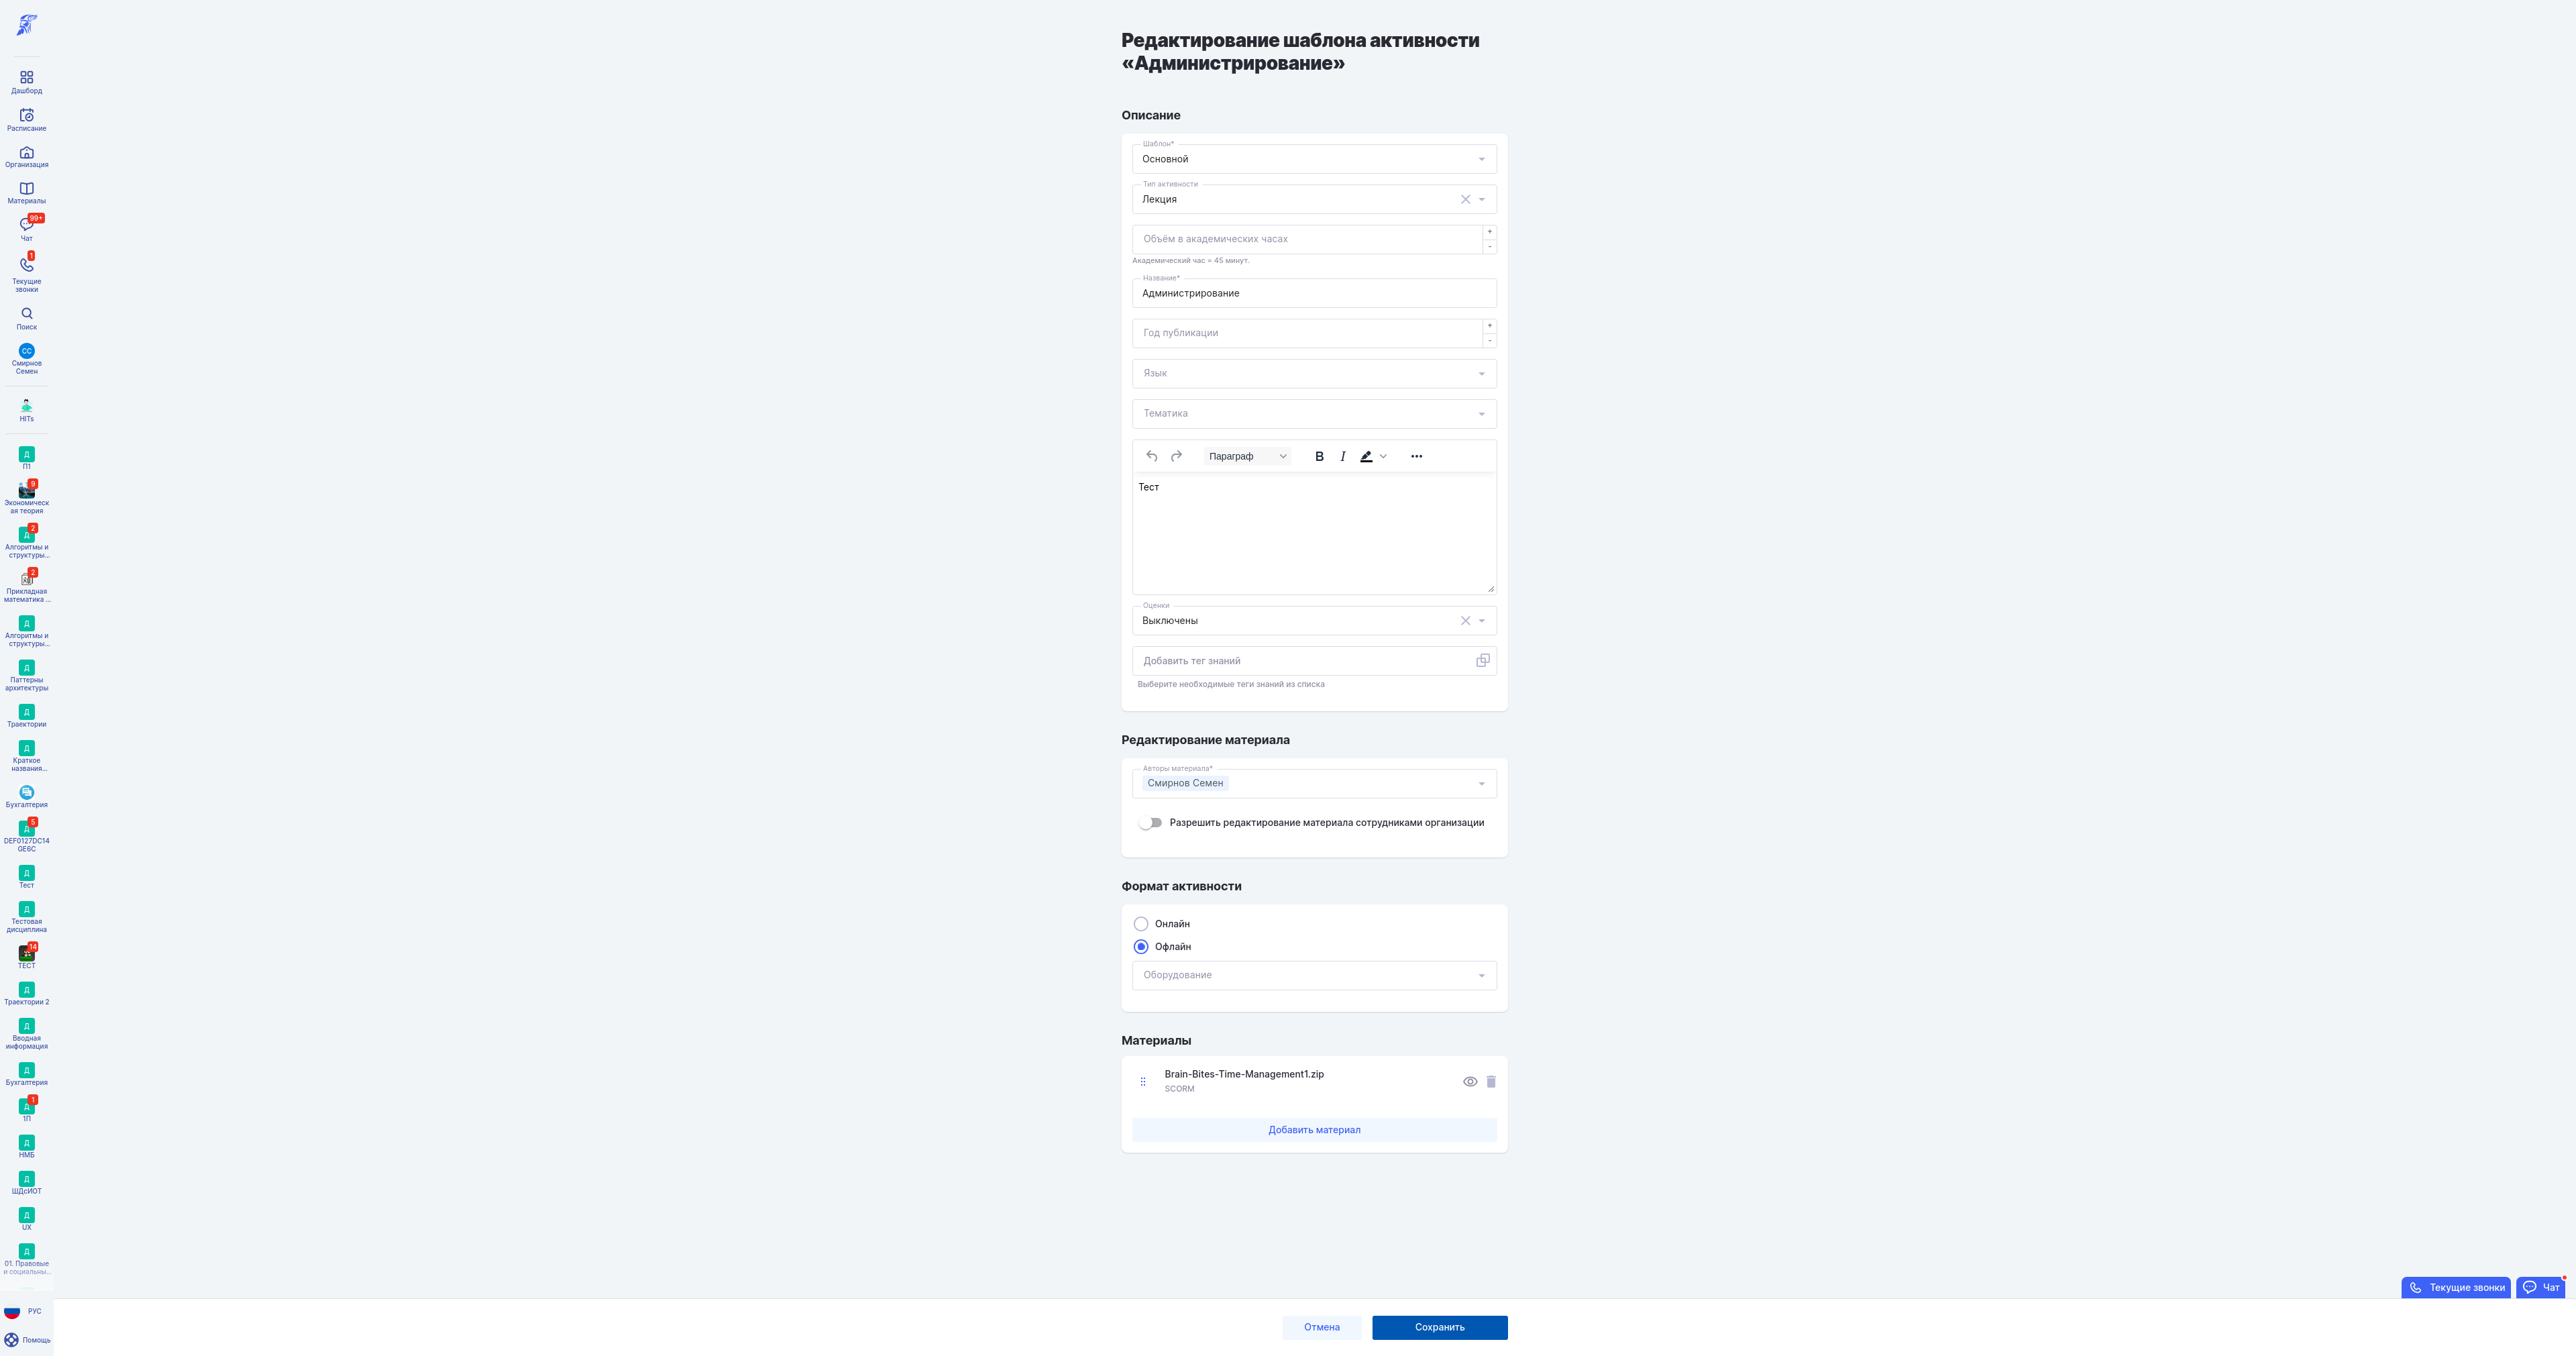 Дашборд
Расписание
Организация
Материалы
99+
Чат
1
Текущие
звонки
Поиск
СС
Смирнов
Семен
HITs
Д
П1
9
Экономическ
ая теория
2
Д
Алгоритмы и
структуры...
2
Прикладная
математика ...
Д
Алгоритмы и
структуры...
Д
Паттерны
архитектуры
Д
Траектории
Д
Краткое
названия...
Бухгалтерия
5
Д
DEF0127DC14
GE6C
Д
Тест
Д
Тестовая
дисциплина
14
ТЕСТ
Д
Траектории 2
Д
Вводная
информация
Д
Бухгалтерия
1
Д
1П
Д
НМБ
Д
ШДсИОТ
Д
UX
Д
01. Правовые
и социальны...
РУС
Помощь
Редактирование шаблона активности
«Администрирование»
Описание
Шаблон*
Основной
Тип активности
Лекция
Объём в академических часах
+
-
Академический час = 45 минут.
Название*
Администрирование
Год публикации
+
-
Язык
Тематика
Параграф
B
I
Тест
Оценки
Выключены
Добавить тег знаний
Выберите необходимые теги знаний из списка
Редактирование материала
Авторы материала*
Смирнов Семен
Разрешить редактирование материала сотрудниками организации
Формат активности
Онлайн
Офлайн
Оборудование
Материалы
Brain-Bites-Time-Management1.zip
SCORM
Добавить материал
Текущие звонки
Чат
Отмена
Сохранить